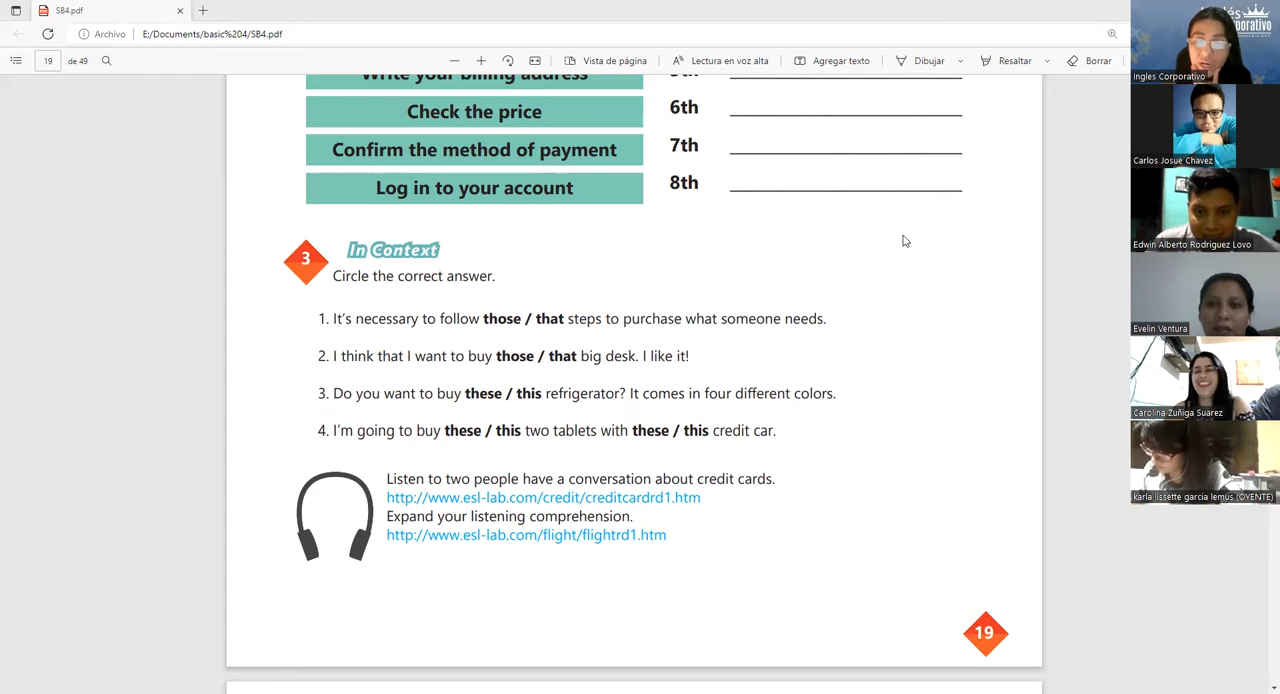 SB4.pdf
Archivo
E:/Documents/basic%204/SB4.pdf
19
de 49
Vista de página
Lectura en voz alta
Agregar texto
Dibujar
Resaltar
Borrar
Write your billing address
5th
Check the price
6th
Confirm the method of payment
7th
Log in to your account
8th
3
In Context
Circle the correct answer.
1. It's necessary to follow those / that steps to purchase what someone needs.
2. I think that I want to buy those / that big desk. I like it!
3. Do you want to buy these / this refrigerator? It comes in four different colors.
4. I'm going to buy these / this two tablets with these / this credit car.
Listen to two people have a conversation about credit cards.
http://www.esl-lab.com/credit/creditcardrd1.htm
Expand your listening comprehension.
http://www.esl-lab.com/flight/flightrd1.htm
19
Ingles Corporativo
Carlos Josue Chavez
Edwin Alberto Rodriguez Lovo
Evelin Ventura
Carolina Zuñiga Suarez
karla lissette garcia lemus (OYENTE)